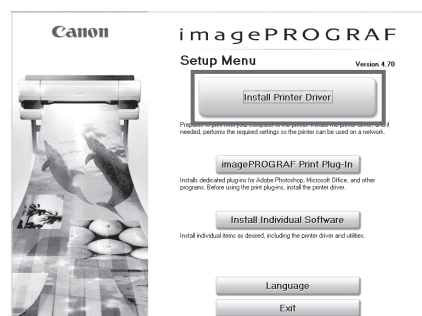 Canon
imagePROGRAF
Setup Menu
Version 4.70
Install Printer Driver
needed, performs the required settings so the printer can be used on a network.
imagePROGRAF Print Plug-In
Installs dedicated plug-ins for Adobe Photoshop, Microsoft Office, and other
programs. Before using the print plug-ins, install the printer driver.
Install Individual Software
Install individual items as desired, including the printer driver and utilities.
Language
Exit